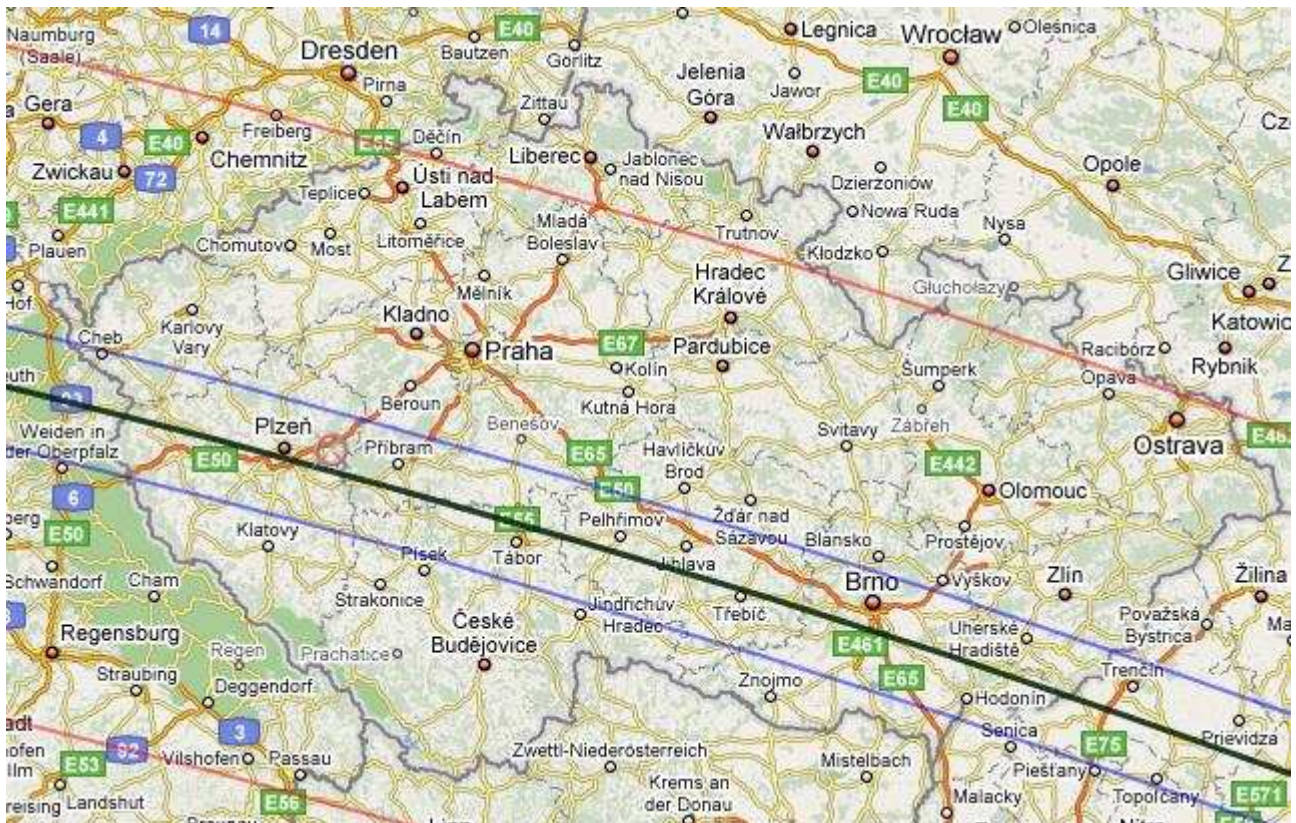 Naumburg
(Saale)
14
Dresden
Bautzen
E40
Görlitz
Legnica
Wrocław
Oleśnica
Pirna
Zittau
Jelenia
Góra
Jawor
E40
E40
Gera
4
E40
Freiberg
E55
Děčín
Wałbrzych
Chemnitz
Liberec
Jablonec
nad Nisou
Opole
Zwickau
72
Teplice
Ústí nad
Labem
Dzierżoniów
E441
Mladá
Boleslav
Trutnov
Nowa Ruda
Nysa
Plauen
Chomutov
Most
Litoměřice
Kłodzko
Hof
Mělník
Hradec
Králové
Głuchołazy
Gliwice
Karlovy
Vary
Kladno
Praha
E67
Pardubice
Racibórz
Rybnik
Cheb
Kolín
Šumperk
Opava
Beroun
Kutná Hora
Zábřeh
Ostrava
Weiden in
der Oberpfalz
Plzeň
Benešov
Svitavy
E50
Příbram
E65
Havlíčkův
Brod
E442
6
E50
Olomouc
E50
Klatovy
E55
Pelhřimov
Žďár nad
Sázavou
Blansko
Prostějov
Schwandorf
Cham
Písek
Tábor
Jihlava
Brno
Vyškov
Zlín
Žilina
Strakonice
Jindřichův
Hradec
Třebíč
Považská
Bystrica
Regensburg
Regen
Prachatice
České
Budějovice
E461
Uherské
Hradiště
Straubing
Deggendorf
Znojmo
E65
Hodonín
Trenčín
3
92
Vilshofen
Passau
Zwettl-Niederösterreich
Mistelbach
Senica
E75
Prievidza
E53
Landshut
E56
Krems an
der Donau
Malacky
Piešťany
Topoľčany
E571